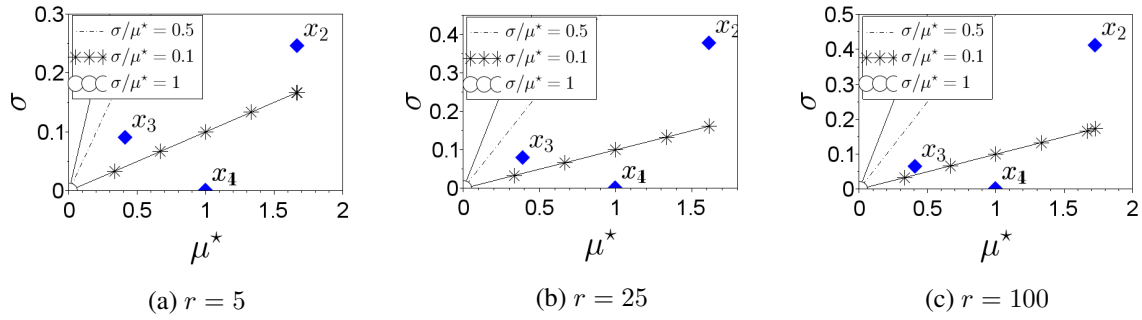 0.3
0.2
0.1
0
σ
σ/μ* = 0.5
σ/μ* = 0.1
σ/μ* = 1
x₂
x₃
0 0.5 1 1.5 2
μ*
(a) r = 5
0.4
0.3
0.2
0.1
0
σ
σ/μ* = 0.5
σ/μ* = 0.1
σ/μ* = 1
x₂
x₃
0 0.5 1 1.5
μ*
(b) r = 25
0.5
0.4
0.3
0.2
0.1
0
σ
σ/μ* = 0.5
σ/μ* = 0.1
σ/μ* = 1
x₂
x₃
0 0.5 1 1.5 2
μ*
(c) r = 100